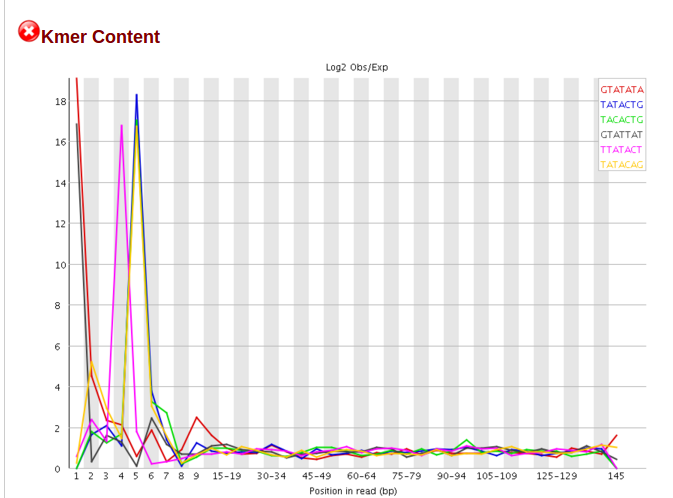 Kmer Content
Log2 Obs/Exp
GTATATA
TATACTG
TACACTG
GTATTAT
TTATACT
TATACAG
18
16
14
12
10
8
6
4
2
0
1 2 3 4 5 6 7 8 15-19 30-34 45-49 60-64 75-79 90-94 105-109 125-129 145
Position in read (bp)